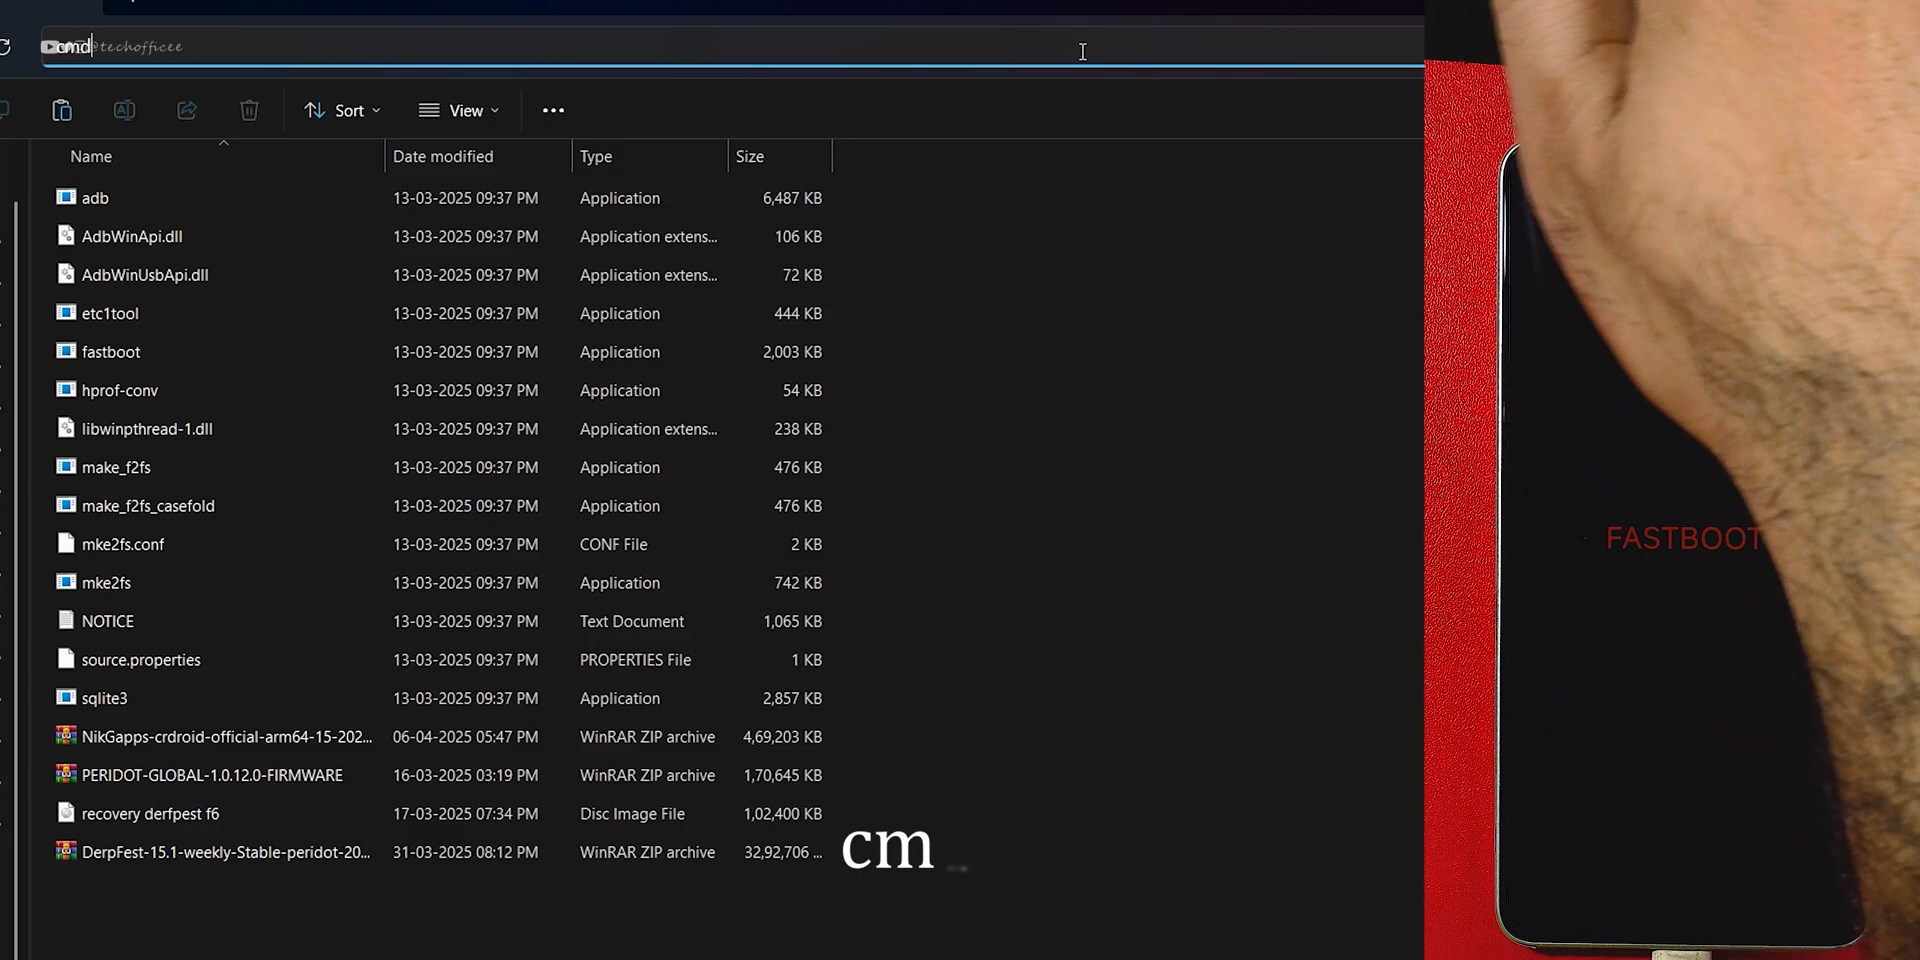 cmd
@techofficee
Sort
View
Name Date modified Type Size
adb 13-03-2025 09:37 PM Application 6,487 KB
AdbWinApi.dll 13-03-2025 09:37 PM Application extens... 106 KB
AdbWinUsbApi.dll 13-03-2025 09:37 PM Application extens... 72 KB
etc1tool 13-03-2025 09:37 PM Application 444 KB
fastboot 13-03-2025 09:37 PM Application 2,003 KB
hprof-conv 13-03-2025 09:37 PM Application 54 KB
libwinpthread-1.dll 13-03-2025 09:37 PM Application extens... 238 KB
make_f2fs 13-03-2025 09:37 PM Application 476 KB
make_f2fs_casefold 13-03-2025 09:37 PM Application 476 KB
mke2fs.conf 13-03-2025 09:37 PM CONF File 2 KB
mke2fs 13-03-2025 09:37 PM Application 742 KB
NOTICE 13-03-2025 09:37 PM Text Document 1,065 KB
source.properties 13-03-2025 09:37 PM PROPERTIES File 1 KB
sqlite3 13-03-2025 09:37 PM Application 2,857 KB
NikGapps-crdroid-official-arm64-15-202... 06-04-2025 05:47 PM WinRAR ZIP archive 4,69,203 KB
PERIDOT-GLOBAL-1.0.12.0-FIRMWARE 16-03-2025 03:19 PM WinRAR ZIP archive 1,70,645 KB
recovery derfpest f6 17-03-2025 07:34 PM Disc Image File 1,02,400 KB
DerpFest-15.1-weekly-Stable-peridot-20... 31-03-2025 08:12 PM WinRAR ZIP archive 32,92,706 ...
cm
FASTBOOT